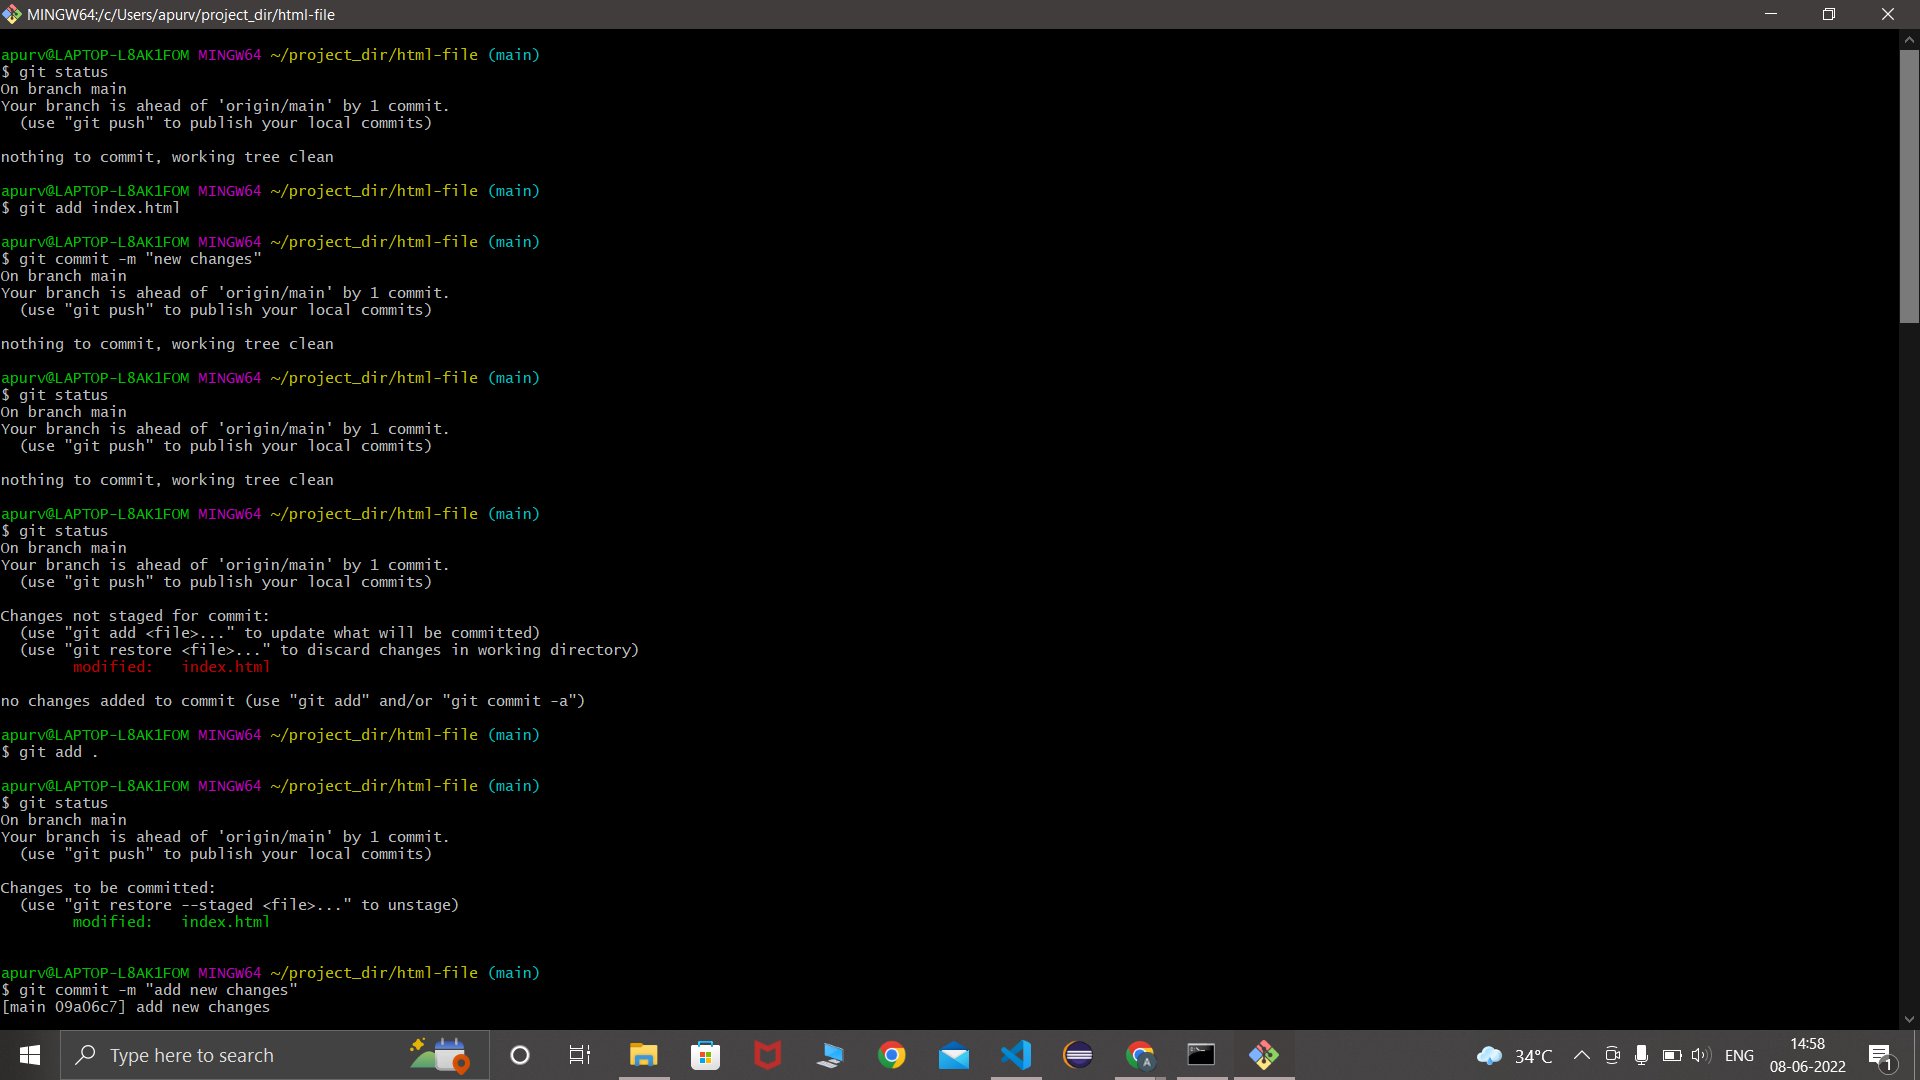 MINGW64:/c/Users/apurv/project_dir/html-file
apurv@LAPTOP-L8AK1FOM MINGW64 ~/project_dir/html-file (main)
$ git status
On branch main
Your branch is ahead of 'origin/main' by 1 commit.
  (use "git push" to publish your local commits)
nothing to commit, working tree clean
apurv@LAPTOP-L8AK1FOM MINGW64 ~/project_dir/html-file (main)
$ git add index.html
apurv@LAPTOP-L8AK1FOM MINGW64 ~/project_dir/html-file (main)
$ git commit -m "new changes"
On branch main
Your branch is ahead of 'origin/main' by 1 commit.
  (use "git push" to publish your local commits)
nothing to commit, working tree clean
apurv@LAPTOP-L8AK1FOM MINGW64 ~/project_dir/html-file (main)
$ git status
On branch main
Your branch is ahead of 'origin/main' by 1 commit.
  (use "git push" to publish your local commits)
nothing to commit, working tree clean
apurv@LAPTOP-L8AK1FOM MINGW64 ~/project_dir/html-file (main)
$ git status
On branch main
Your branch is ahead of 'origin/main' by 1 commit.
  (use "git push" to publish your local commits)
Changes not staged for commit:
  (use "git add <file>..." to update what will be committed)
  (use "git restore <file>..." to discard changes in working directory)
        modified:   index.html
no changes added to commit (use "git add" and/or "git commit -a")
apurv@LAPTOP-L8AK1FOM MINGW64 ~/project_dir/html-file (main)
$ git add .
apurv@LAPTOP-L8AK1FOM MINGW64 ~/project_dir/html-file (main)
$ git status
On branch main
Your branch is ahead of 'origin/main' by 1 commit.
  (use "git push" to publish your local commits)
Changes to be committed:
  (use "git restore --staged <file>..." to unstage)
        modified:   index.html
apurv@LAPTOP-L8AK1FOM MINGW64 ~/project_dir/html-file (main)
$ git commit -m "add new changes"
[main 09a06c7] add new changes
Type here to search
A
34°C
ENG
14:58
08-06-2022
1